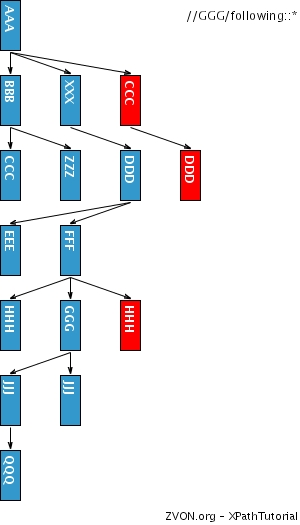 //GGG/following::*
AAA
BBB XXX CCC
CCC ZZZ DDD DDD
EEE FFF
HHH GGG HHH
JJJ JJJ
QQQ
ZVON.org – XPathTutorial